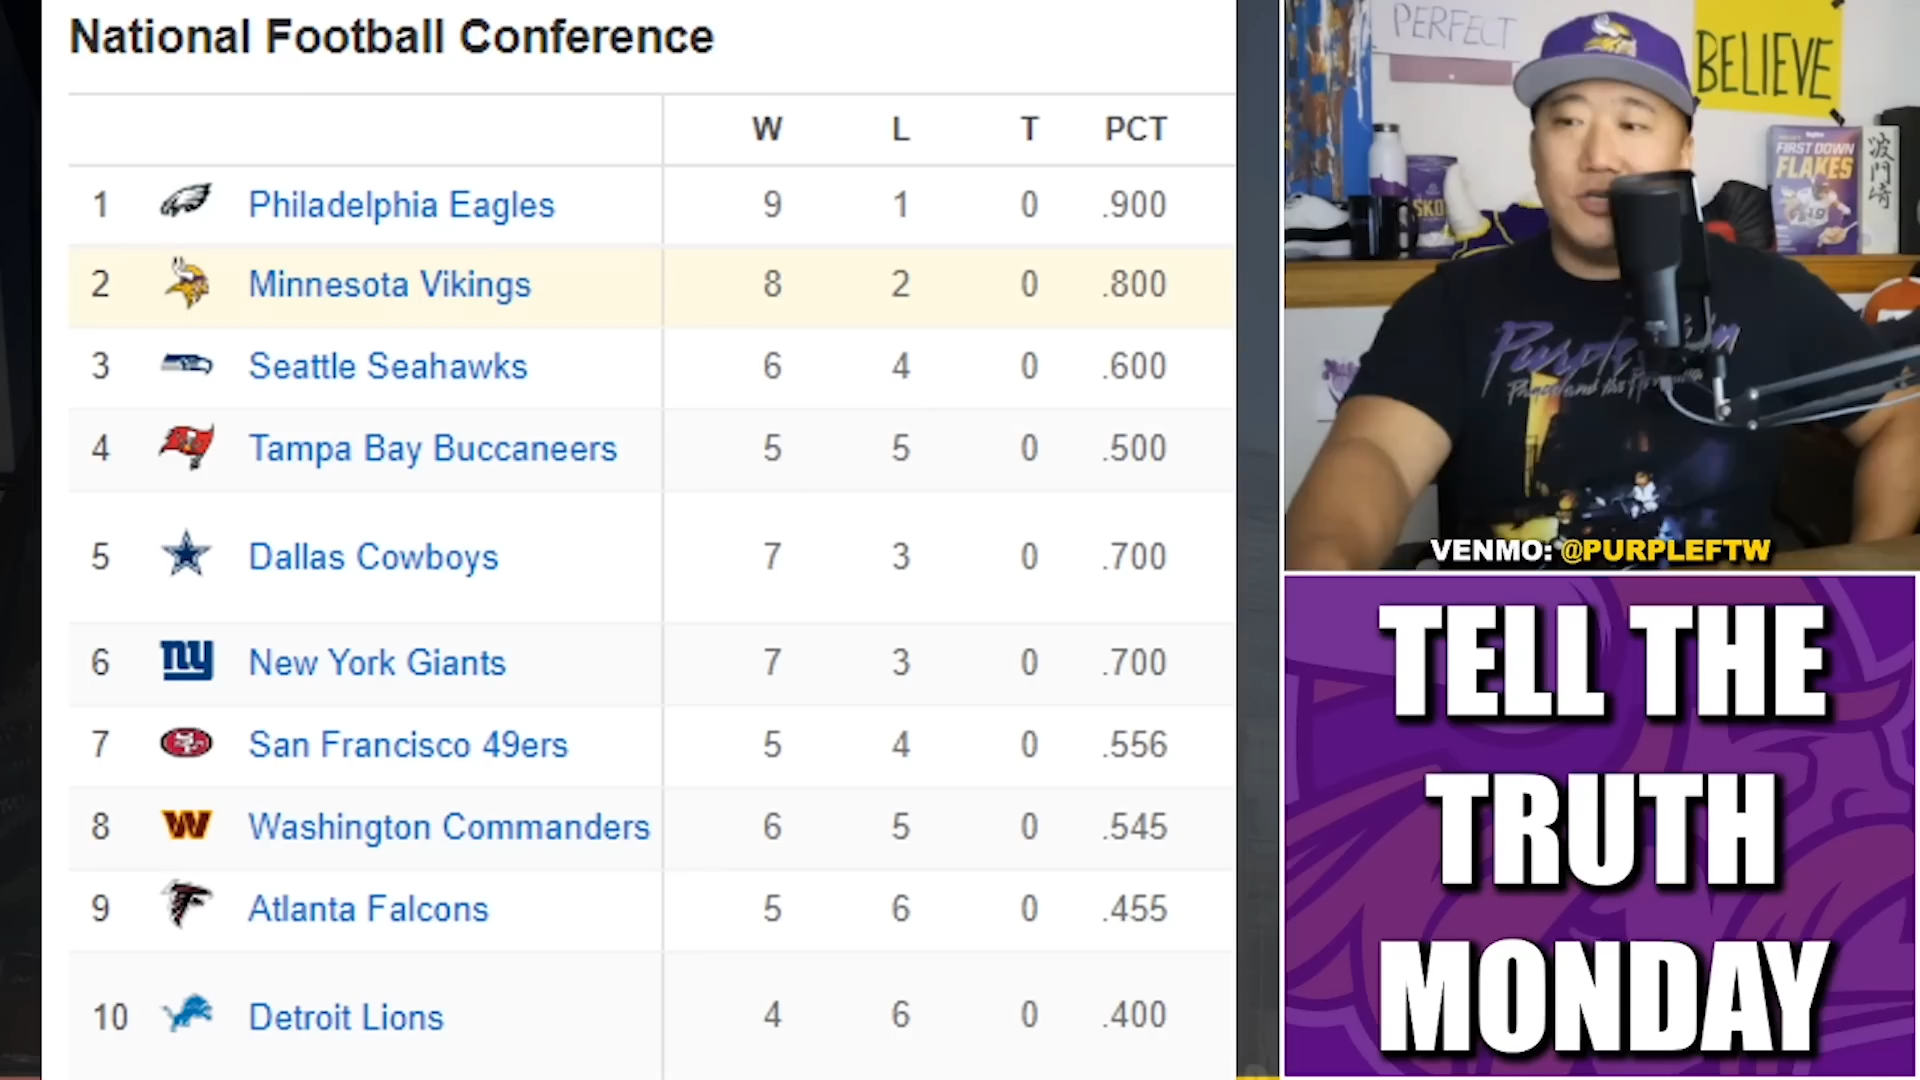 National Football Conference
W L T PCT
1 Philadelphia Eagles 9 1 0 .900
2 Minnesota Vikings 8 2 0 .800
3 Seattle Seahawks 6 4 0 .600
4 Tampa Bay Buccaneers 5 5 0 .500
5 Dallas Cowboys 7 3 0 .700
6 ny New York Giants 7 3 0 .700
7 San Francisco 49ers 5 4 0 .556
8 W Washington Commanders 6 5 0 .545
9 Atlanta Falcons 5 6 0 .455
10 Detroit Lions 4 6 0 .400
PERFECT
BELIEVE
FIRST DOWN
FLAKES
SKO
Purple
VENMO: @PURPLEFTW
TELL THE
TRUTH
MONDAY